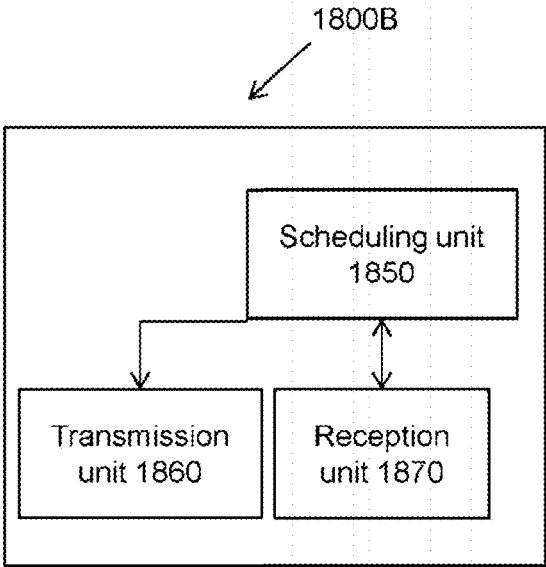 1800B
Scheduling unit
1850
Transmission
unit 1860
Reception
unit 1870